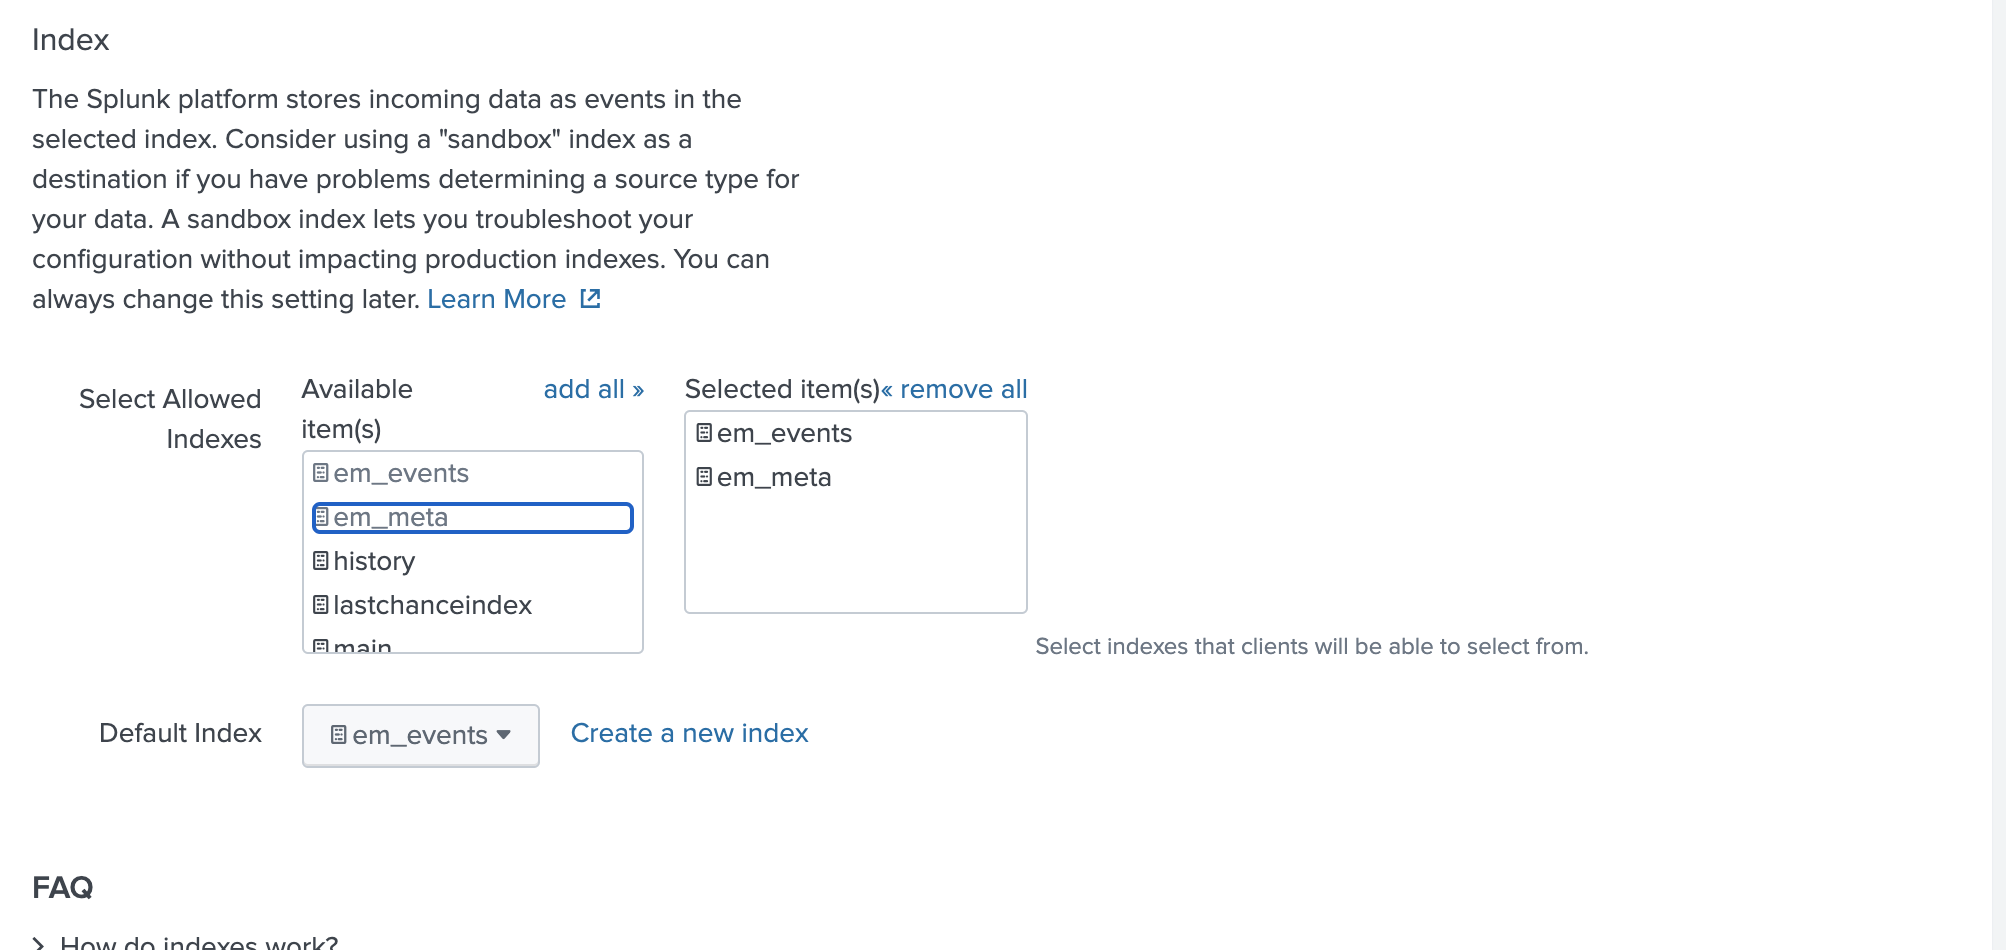 Index
The Splunk platform stores incoming data as events in the
selected index. Consider using a "sandbox" index as a
destination if you have problems determining a source type for
your data. A sandbox index lets you troubleshoot your
configuration without impacting production indexes. You can
always change this setting later. Learn More
Select Allowed
Indexes
Available
item(s)
add all »
em_events
em_meta
history
lastchanceindex
main
Selected item(s)
« remove all
em_events
em_meta
Select indexes that clients will be able to select from.
Default Index
em_events
Create a new index
FAQ
How do indexes work?